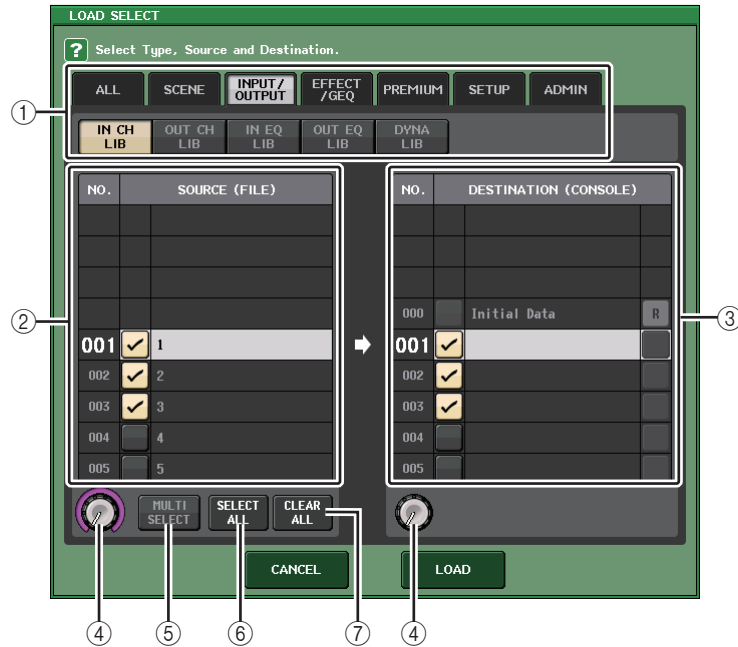 LOAD SELECT
? Select Type, Source and Destination.
ALL SCENE INPUT/ OUTPUT EFFECT /GEQ PREMIUM SETUP ADMIN
①
IN CH LIB OUT CH LIB IN EQ LIB OUT EQ LIB DYNA LIB
NO. SOURCE (FILE)
NO. DESTINATION (CONSOLE)
000 Initial Data R
② ③
001 1 001
002 2 002
003 3 003
004 4 004
005 5 005
MULTI SELECT SELECT ALL CLEAR ALL
CANCEL LOAD
④ ⑤ ⑥ ⑦ ④